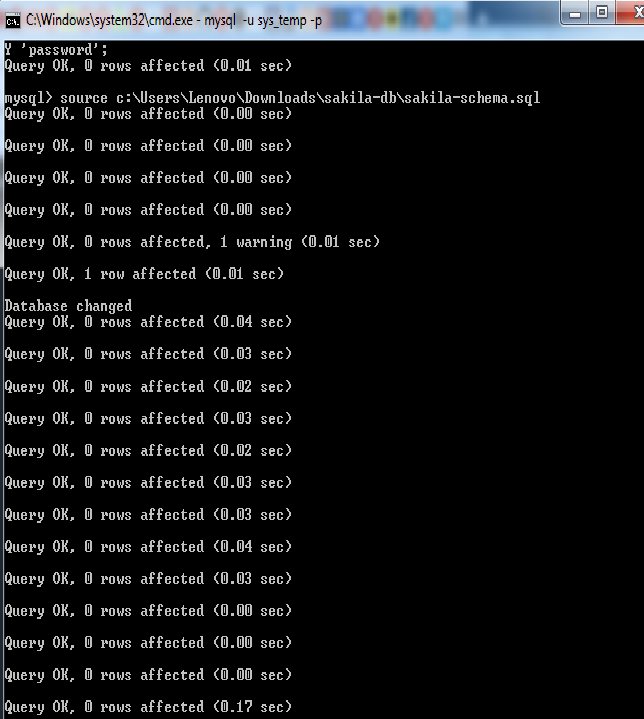 C:\Windows\system32\cmd.exe - mysql -u sys_temp -p
Y 'password';
Query OK, 0 rows affected (0.01 sec)
mysql> source c:\Users\Lenovo\Downloads\sakila-db\sakila-schema.sql
Query OK, 0 rows affected (0.00 sec)
Query OK, 0 rows affected (0.00 sec)
Query OK, 0 rows affected (0.00 sec)
Query OK, 0 rows affected (0.00 sec)
Query OK, 0 rows affected, 1 warning (0.01 sec)
Query OK, 1 row affected (0.01 sec)
Database changed
Query OK, 0 rows affected (0.04 sec)
Query OK, 0 rows affected (0.03 sec)
Query OK, 0 rows affected (0.02 sec)
Query OK, 0 rows affected (0.03 sec)
Query OK, 0 rows affected (0.02 sec)
Query OK, 0 rows affected (0.03 sec)
Query OK, 0 rows affected (0.03 sec)
Query OK, 0 rows affected (0.04 sec)
Query OK, 0 rows affected (0.03 sec)
Query OK, 0 rows affected (0.00 sec)
Query OK, 0 rows affected (0.00 sec)
Query OK, 0 rows affected (0.00 sec)
Query OK, 0 rows affected (0.17 sec)